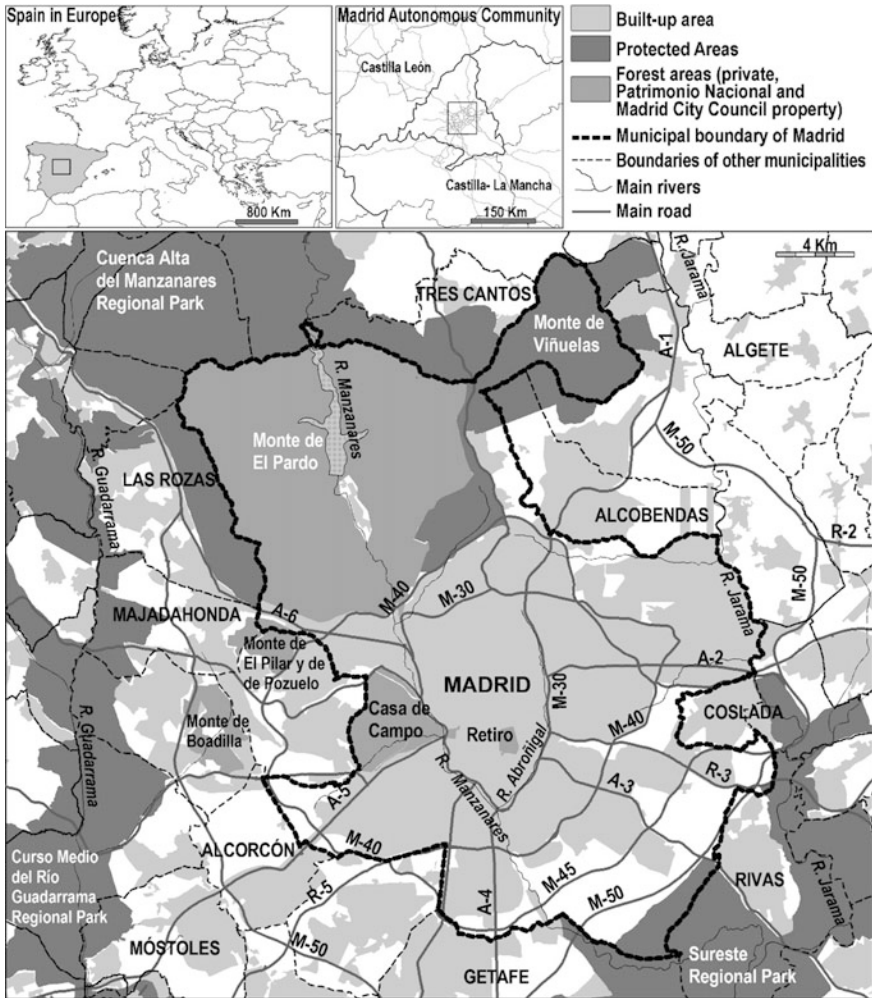 Spain in Europe
800 Km
Madrid Autonomous Community
Castilla León
Castilla- La Mancha
150 Km
Built-up area
Protected Areas
Forest areas (private,
Patrimonio Nacional and
Madrid City Council property)
Municipal boundary of Madrid
Boundaries of other municipalities
Main rivers
Main road
4 Km
Cuenca Alta
del Manzanares
Regional Park
TRES CANTOS
R. Jarama
Monte de
Viñuelas
A-1
ALGETE
R. Manzanares
M-50
Monte de
El Pardo
R. Guadarrama
LAS ROZAS
ALCOBENDAS
R-2
M-50
R. Jarama
M-40
M-30
MAJADAHONDA
A-6
Monte de
El Pilar y de
de Pozuelo
A-2
MADRID
M-30
R. Guadarrama
Monte de
Boadilla
Casa de
Campo
Retiro
COSLADA
M-40
R. Abroñigal
R-3
A-3
A-5
R. Manzanares
M-40
ALCORCÓN
Curso Medio
del Río
Guadarrama
Regional Park
R-5
M-45
M-50
RIVAS
R. Jarama
A-4
MÓSTOLES
M-50
GETAFE
Sureste
Regional Park